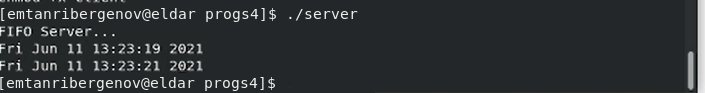 [emtanribergenov@eldar progs4]$ ./server
FIFO Server...
Fri Jun 11 13:23:19 2021
Fri Jun 11 13:23:21 2021
[emtanribergenov@eldar progs4]$